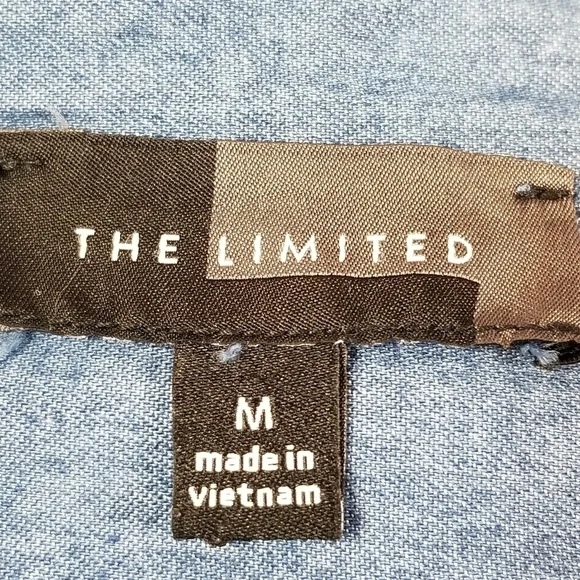 THE LIMITED
M
made in
vietnam